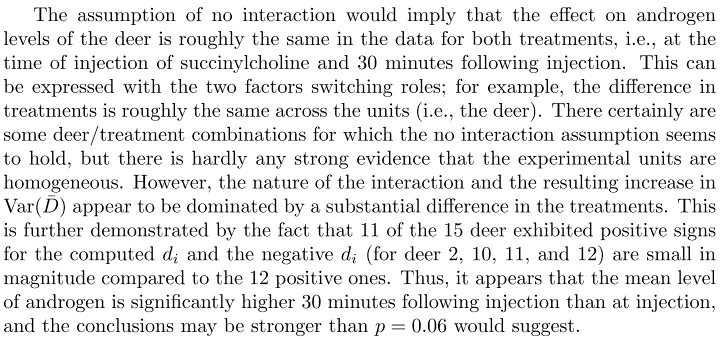 The assumption of no interaction would imply that the effect on androgen
levels of the deer is roughly the same in the data for both treatments, i.e., at the
time of injection of succinylcholine and 30 minutes following injection. This can
be expressed with the two factors switching roles; for example, the difference in
treatments is roughly the same across the units (i.e., the deer). There certainly are
some deer/treatment combinations for which the no interaction assumption seems
to hold, but there is hardly any strong evidence that the experimental units are
homogeneous. However, the nature of the interaction and the resulting increase in
Var(D̄) appear to be dominated by a substantial difference in the treatments. This
is further demonstrated by the fact that 11 of the 15 deer exhibited positive signs
for the computed dᵢ and the negative dᵢ (for deer 2, 10, 11, and 12) are small in
magnitude compared to the 12 positive ones. Thus, it appears that the mean level
of androgen is significantly higher 30 minutes following injection than at injection,
and the conclusions may be stronger than p = 0.06 would suggest.